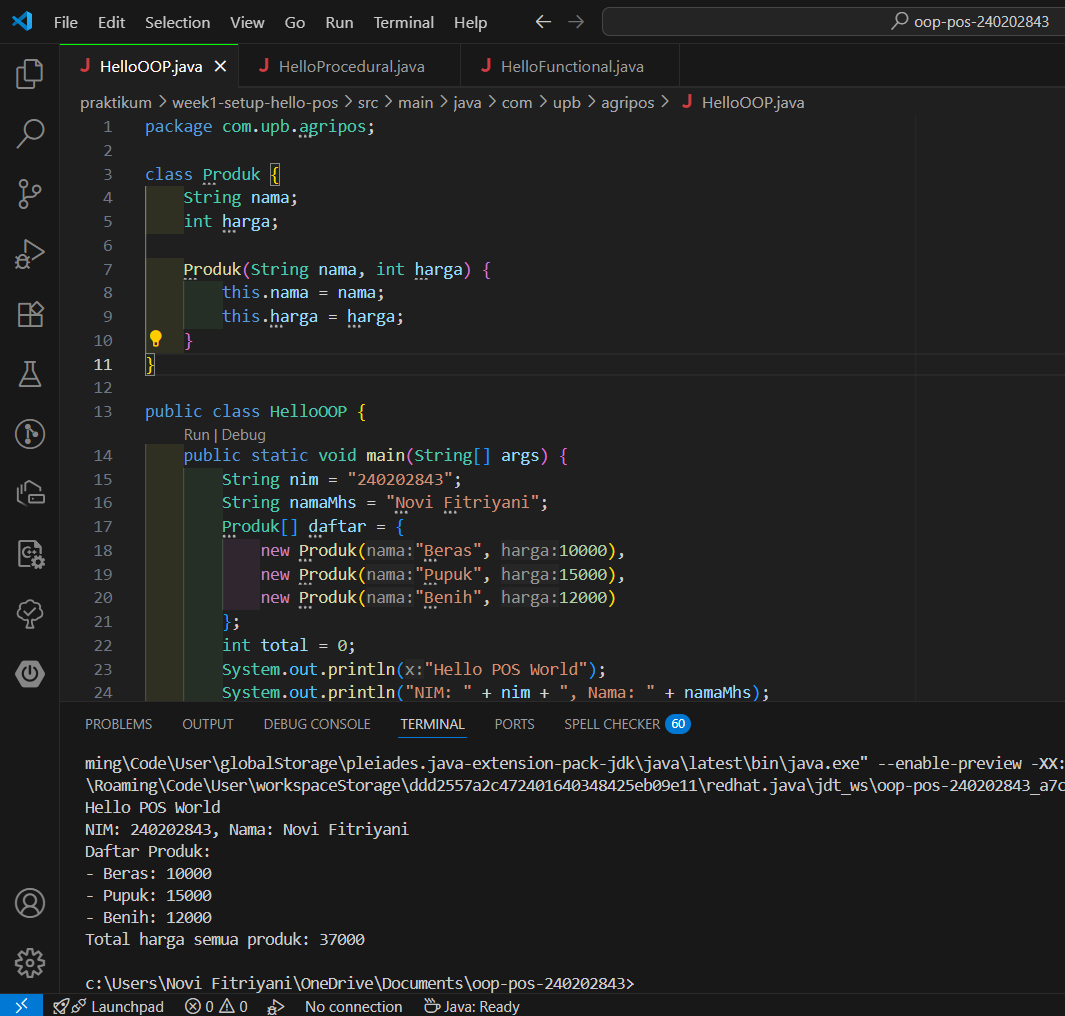 File Edit Selection View Go Run Terminal Help oop-pos-240202843
J HelloOOP.java J HelloProcedural.java J HelloFunctional.java
praktikum > week1-setup-hello-pos > src > main > java > com > upb > agripos > J HelloOOP.java
1 package com.upb.agripos;
2
3 class Produk {
4 String nama;
5 int harga;
6
7 Produk(String nama, int harga) {
8 this.nama = nama;
9 this.harga = harga;
10 }
11 }
12
13 public class HelloOOP {
Run | Debug
14 public static void main(String[] args) {
15 String nim = "240202843";
16 String namaMhs = "Novi Fitriyani";
17 Produk[] daftar = {
18 new Produk(nama:"Beras", harga:10000),
19 new Produk(nama:"Pupuk", harga:15000),
20 new Produk(nama:"Benih", harga:12000)
21 };
22 int total = 0;
23 System.out.println(x:"Hello POS World");
24 System.out.println("NIM: " + nim + ", Nama: " + namaMhs);
PROBLEMS OUTPUT DEBUG CONSOLE TERMINAL PORTS SPELL CHECKER 60
ming\Code\User\globalStorage\pleiades.java-extension-pack-jdk\java\latest\bin\java.exe" --enable-preview -XX:
\Roaming\Code\User\workspaceStorage\ddd2557a2c472401640348425eb09e11\redhat.java\jdt_ws\oop-pos-240202843_a7c
Hello POS World
NIM: 240202843, Nama: Novi Fitriyani
Daftar Produk:
- Beras: 10000
- Pupuk: 15000
- Benih: 12000
Total harga semua produk: 37000
c:\Users\Novi Fitriyani\OneDrive\Documents\oop-pos-240202843>
Launchpad 0 0 No connection Java: Ready